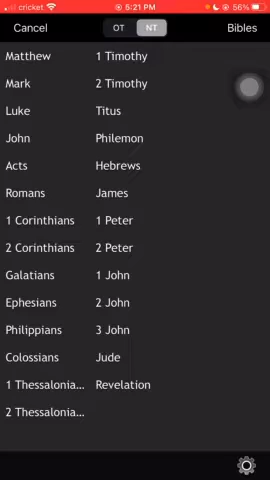 cricket 5:21 PM 56%
Cancel OT NT Bibles
Matthew 1 Timothy
Mark 2 Timothy
Luke Titus
John Philemon
Acts Hebrews
Romans James
1 Corinthians 1 Peter
2 Corinthians 2 Peter
Galatians 1 John
Ephesians 2 John
Philippians 3 John
Colossians Jude
1 Thessalonia... Revelation
2 Thessalonia...